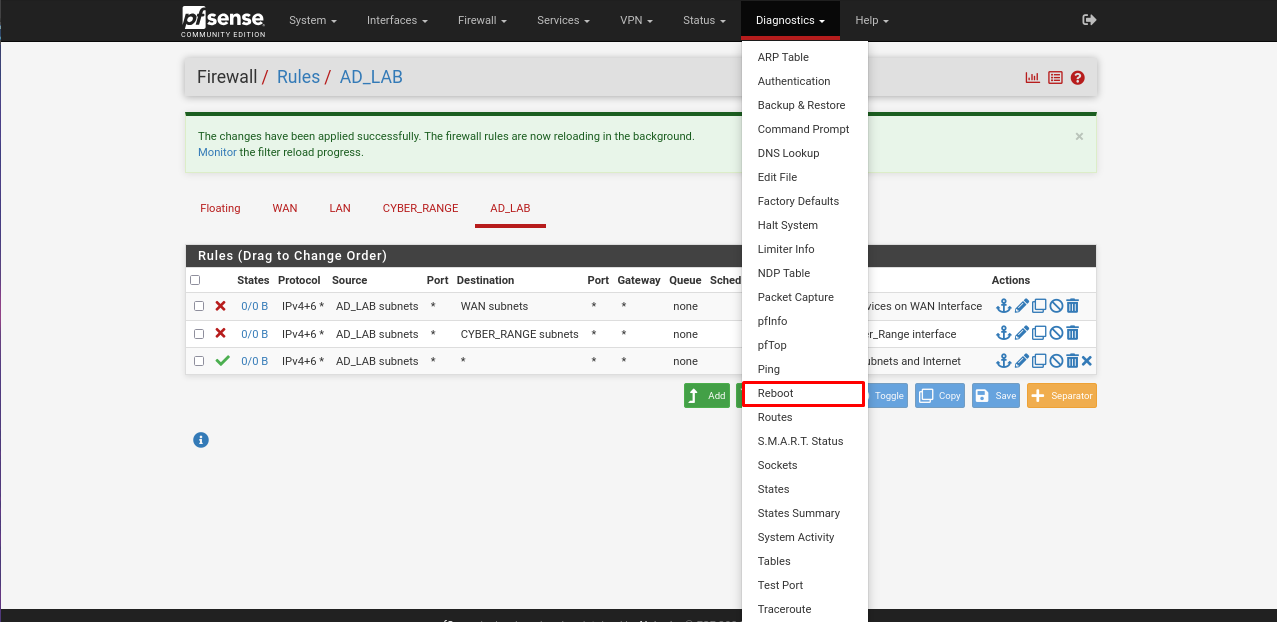 pfsense
COMMUNITY EDITION
System Interfaces Firewall Services VPN Status Diagnostics Help
Firewall / Rules / AD_LAB
The changes have been applied successfully. The firewall rules are now reloading in the background.
Monitor the filter reload progress.
×
Floating WAN LAN CYBER_RANGE AD_LAB
Rules (Drag to Change Order)
States Protocol Source Port Destination Port Gateway Queue Sched Actions
0/0 B IPv4+6 * AD_LAB subnets * WAN subnets * * none vices on WAN Interface
0/0 B IPv4+6 * AD_LAB subnets * CYBER_RANGE subnets * * none er_Range interface
0/0 B IPv4+6 * AD_LAB subnets * * * * none ubnets and Internet
Add Toggle Copy Save Separator
ARP Table
Authentication
Backup & Restore
Command Prompt
DNS Lookup
Edit File
Factory Defaults
Halt System
Limiter Info
NDP Table
Packet Capture
pfInfo
pfTop
Ping
Reboot
Routes
S.M.A.R.T. Status
Sockets
States
States Summary
System Activity
Tables
Test Port
Traceroute